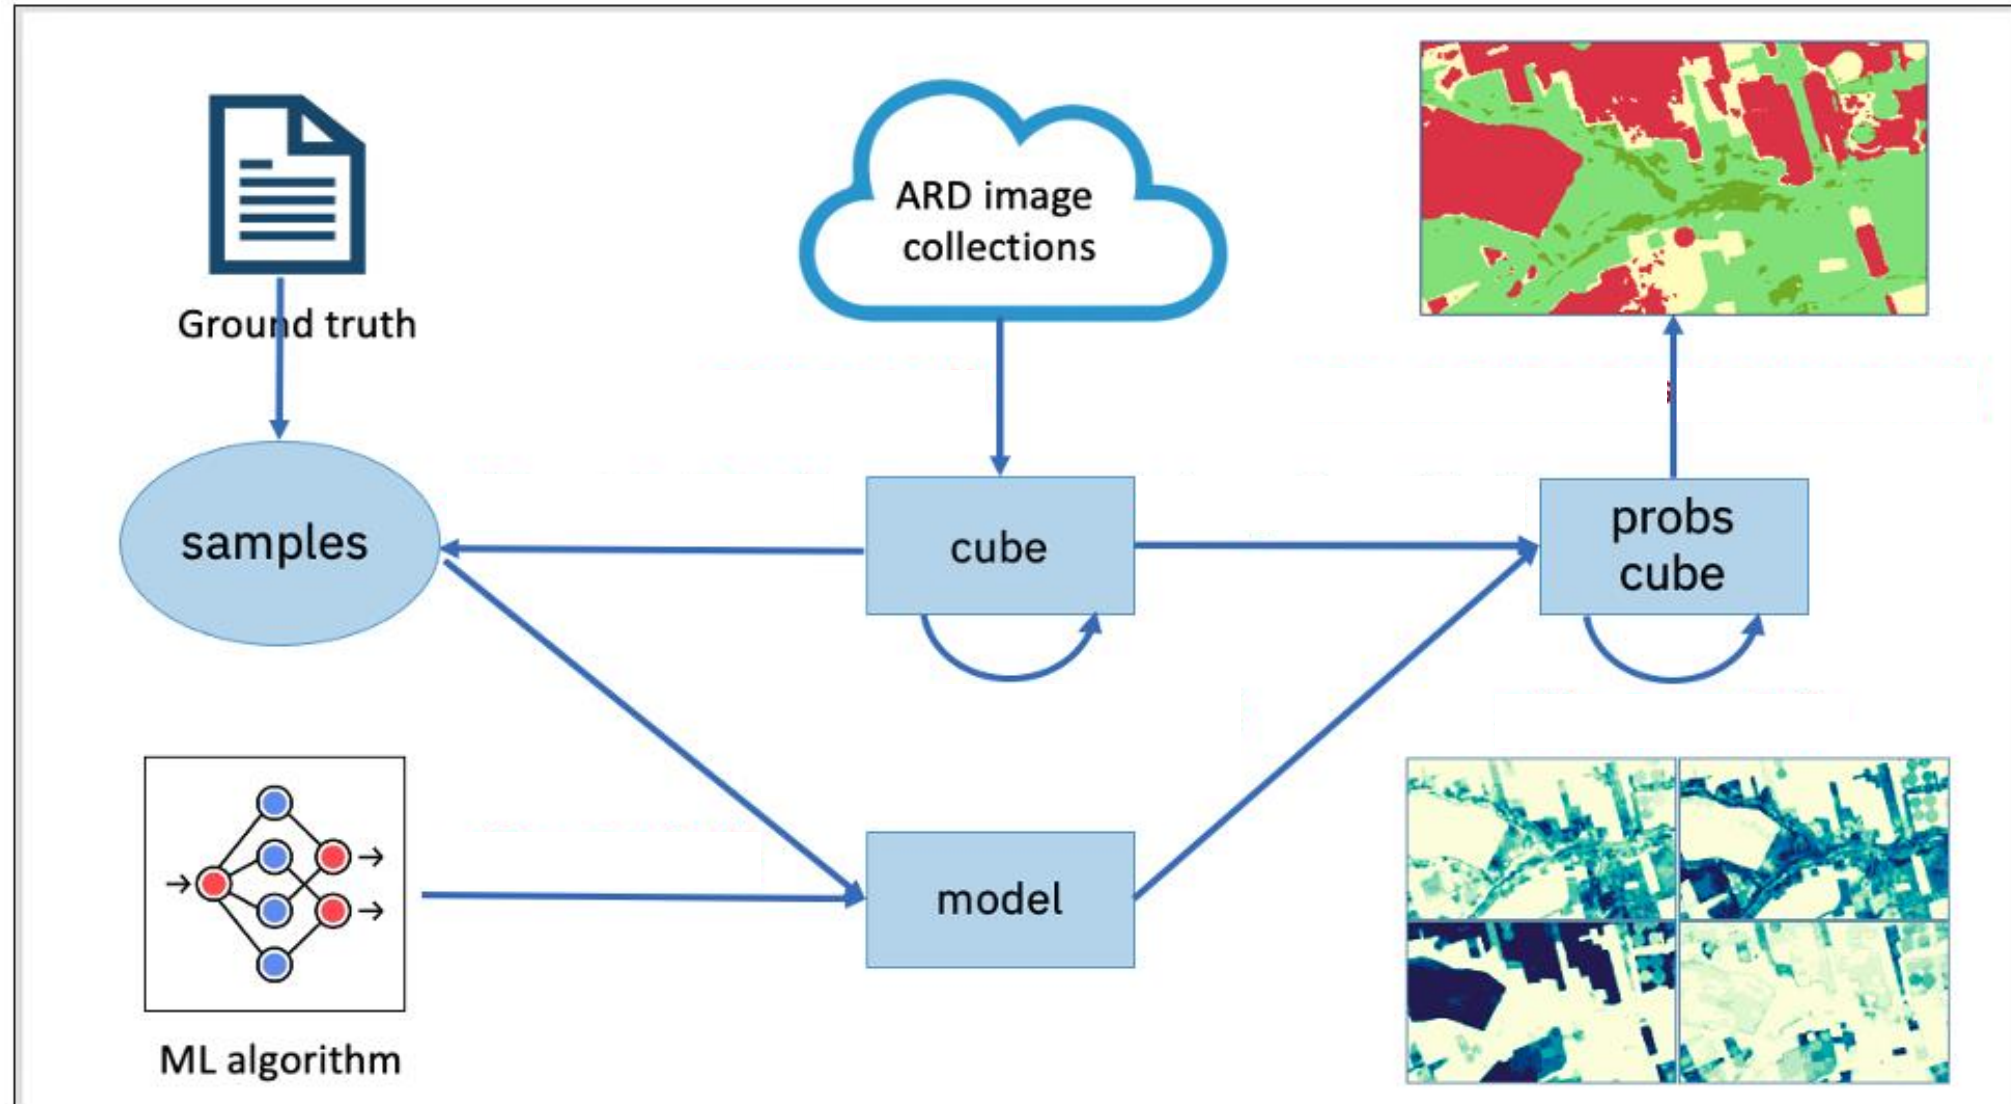 ARD image
collections
Ground truth
samples
cube
probs
cube
model
ML algorithm